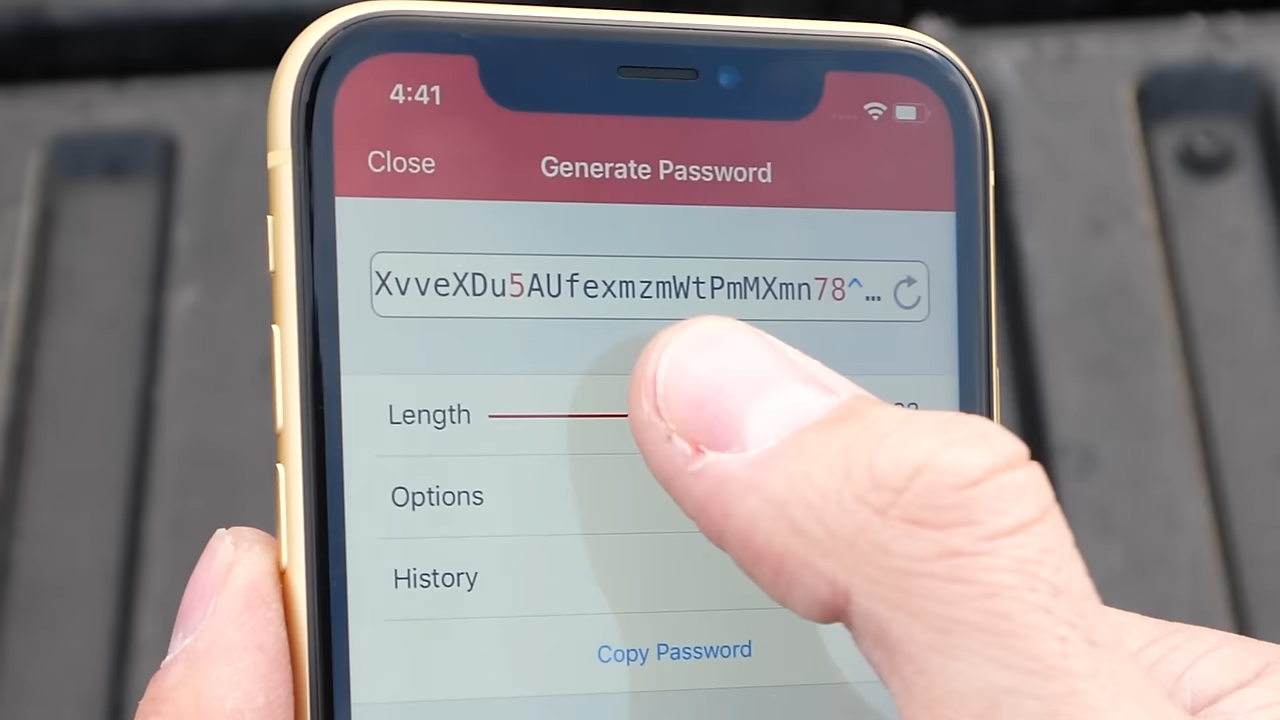 4:41
Close Generate Password
XvveXDu5AUfexmzmWtPmMXmn78^…
Length
Options
History
Copy Password